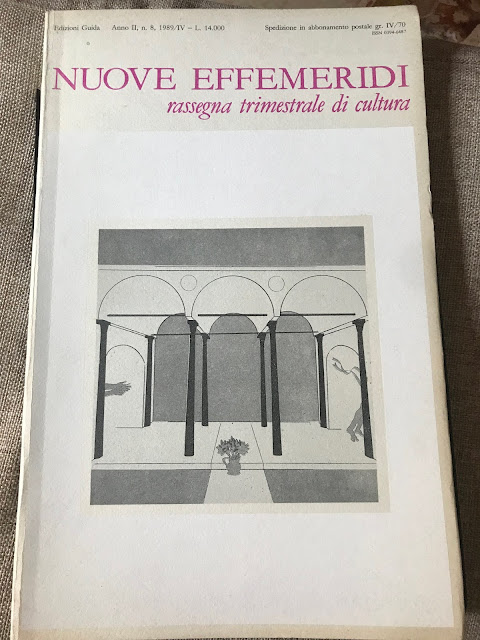 Edizioni Guida Anno II, n. 8, 1989/IV – L. 14.000 Spedizione in abbonamento postale gr. IV/70
ISSN 0394-6487
NUOVE EFFEMERIDI
rassegna trimestrale di cultura